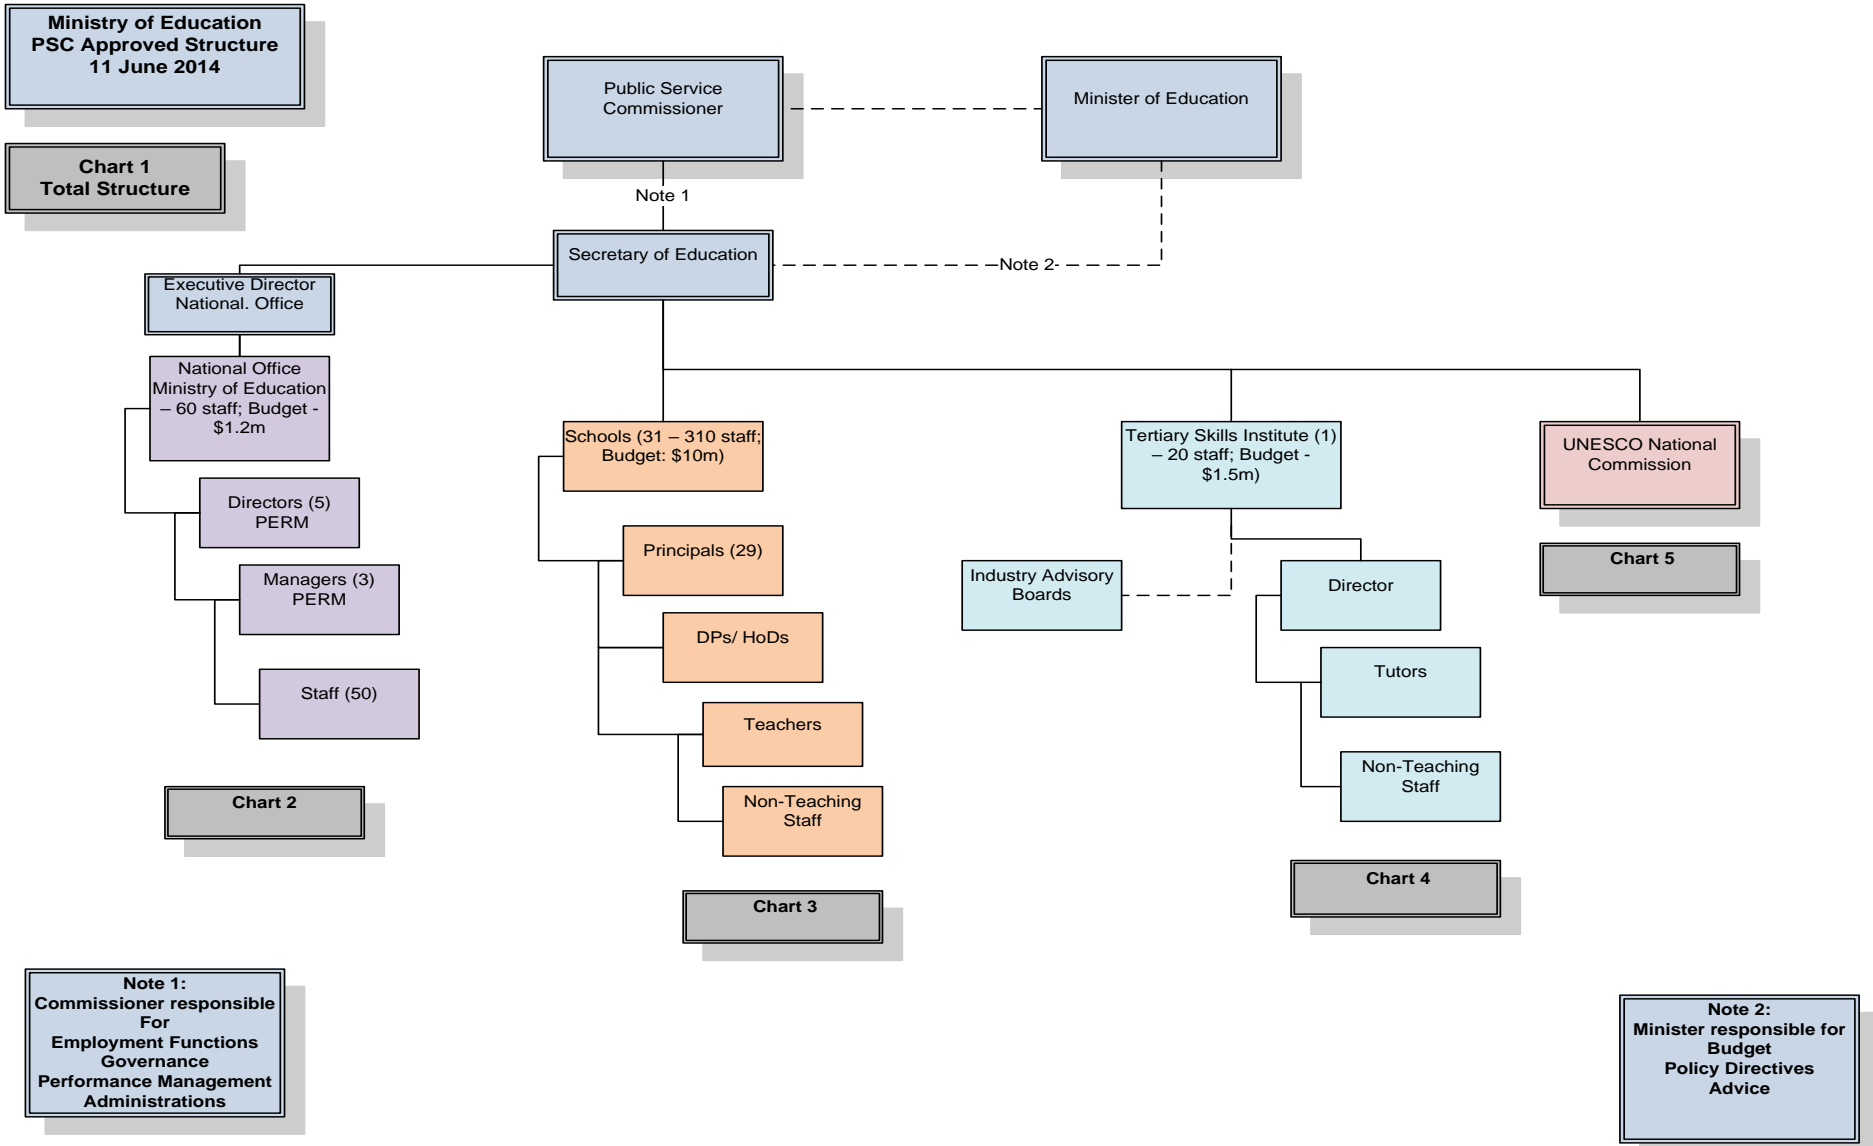 Ministry of Education
PSC Approved Structure
11 June 2014
Chart 1
Total Structure
Public Service
Commissioner
Minister of Education
Note 1
Secretary of Education
Note 2
Executive Director
National. Office
National Office
Ministry of Education
– 60 staff; Budget -
$1.2m
Directors (5)
PERM
Managers (3)
PERM
Staff (50)
Chart 2
Schools (31 – 310 staff;
Budget: $10m)
Principals (29)
DPs/ HoDs
Teachers
Non-Teaching
Staff
Chart 3
Tertiary Skills Institute (1)
– 20 staff; Budget -
$1.5m)
Industry Advisory
Boards
Director
Tutors
Non-Teaching
Staff
Chart 4
UNESCO National
Commission
Chart 5
Note 1:
Commissioner responsible
For
Employment Functions
Governance
Performance Management
Administrations
Note 2:
Minister responsible for
Budget
Policy Directives
Advice